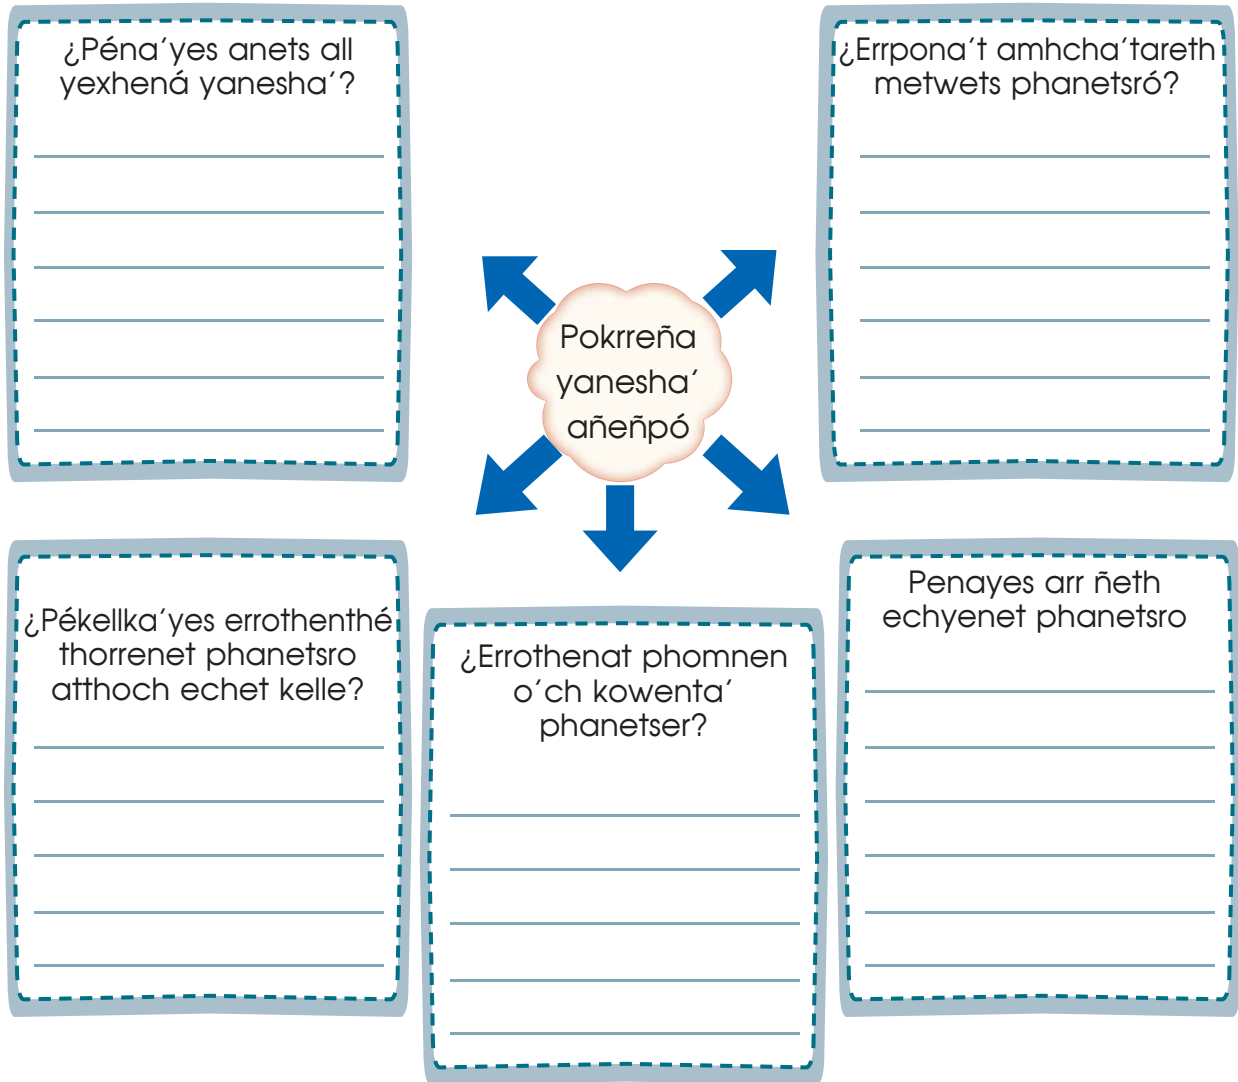 ¿Péna´yes anets all
yexhená yanesha´?
¿Errpona´t amhcha´tareth
metwets phanetsró?
Pokrreña
yanesha´
añeñpó
¿Pékellka´yes errothenthé
thorrenet phanetsro
atthoch echet kelle?
¿Errothenat phomnen
o´ch kowenta´
phanetser?
Penayes arr ñeth
echyenet phanetsro